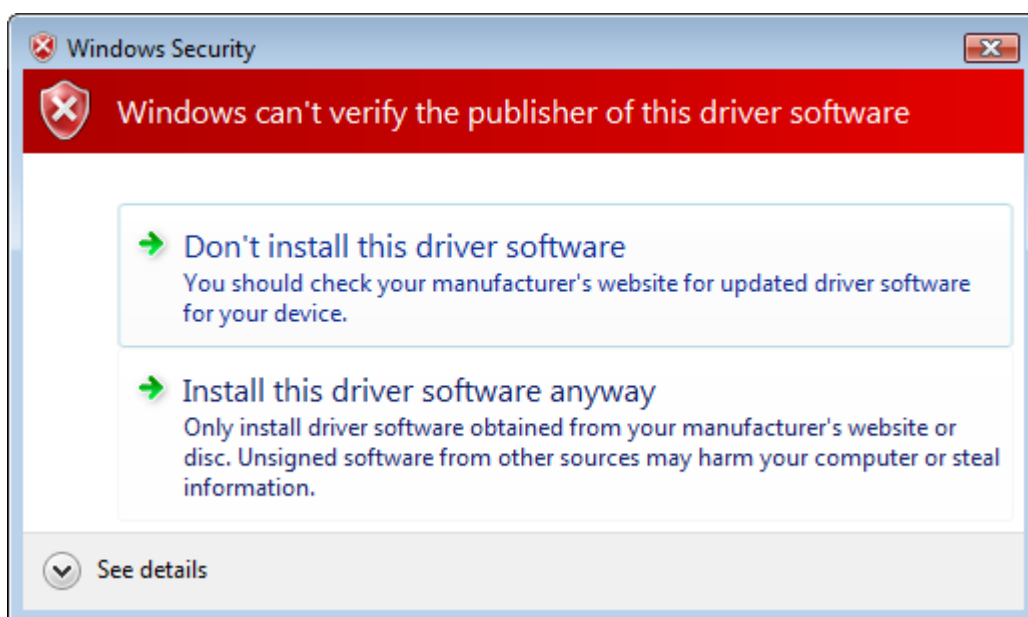 Windows Security
Windows can't verify the publisher of this driver software
Don't install this driver software
You should check your manufacturer's website for updated driver software
for your device.
Install this driver software anyway
Only install driver software obtained from your manufacturer's website or
disc. Unsigned software from other sources may harm your computer or steal
information.
See details